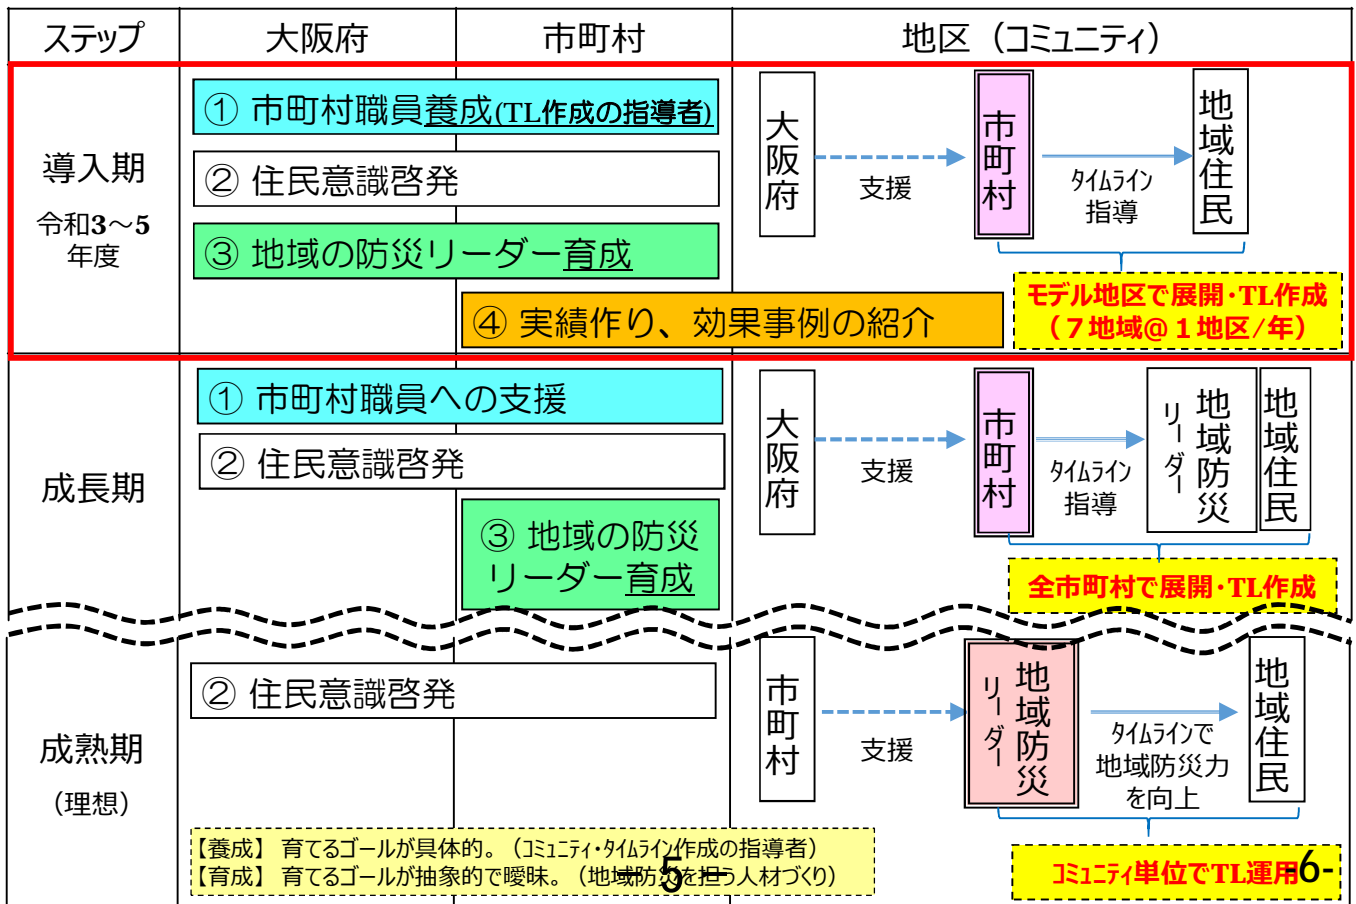 ステップ
大阪府
市町村
地区（コミュニティ）
導入期
令和3～5
年度
① 市町村職員養成(TL作成の指導者)
② 住民意識啓発
③ 地域の防災リーダー育成
④ 実績作り、効果事例の紹介
大阪府
支援
市町村
タイムライン
指導
地域住民
モデル地区で展開・TL作成
（７地域@１地区/年）
成長期
① 市町村職員への支援
② 住民意識啓発
③ 地域の防災
リーダー育成
大阪府
支援
市町村
タイムライン
指導
地域防災
リーダー
地域住民
全市町村で展開・TL作成
成熟期
（理想）
② 住民意識啓発
市町村
支援
地域防災
リーダー
タイムラインで
地域防災力
を向上
地域住民
コミュニティ単位でTL運用
【養成】 育てるゴールが具体的。（コミュニティ・タイムライン作成の指導者）
【育成】 育てるゴールが抽象的で曖昧。（地域防災を担う人材づくり）
－ 5 －
-6-